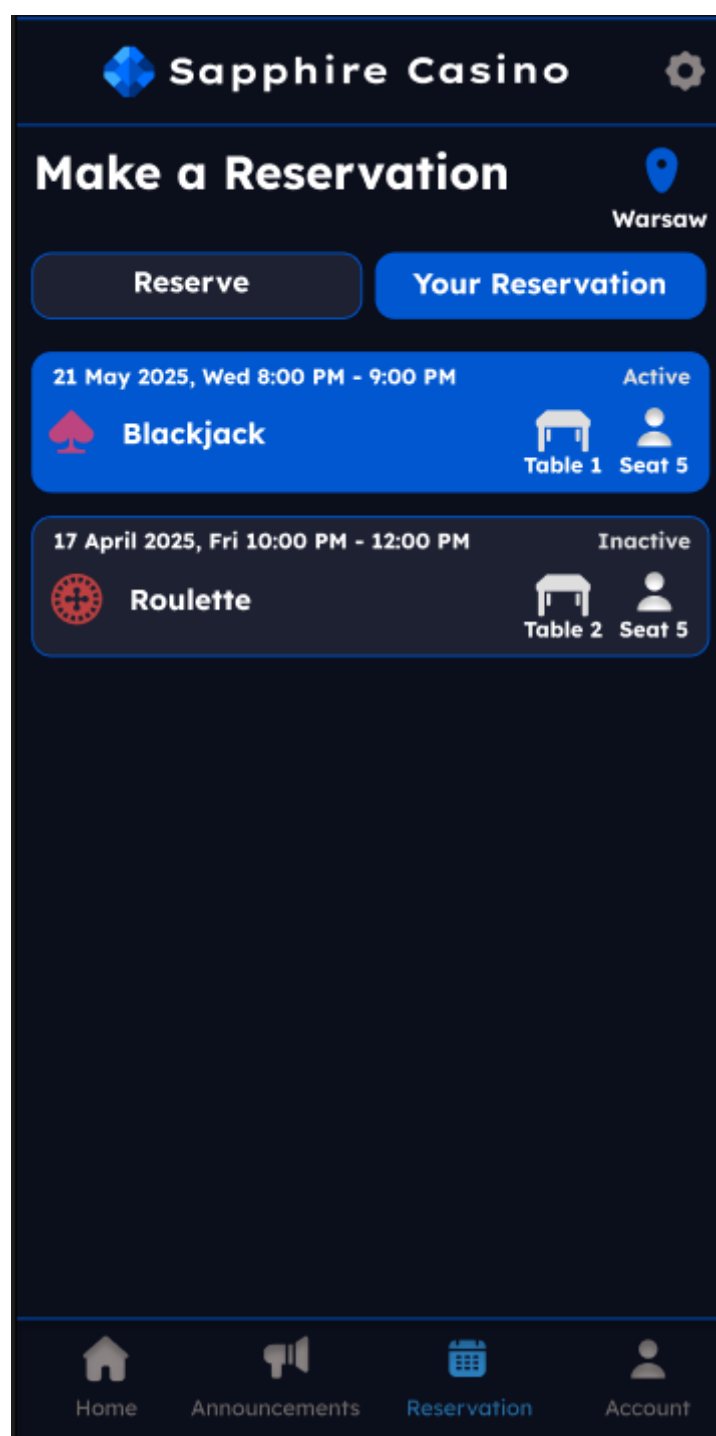 Sapphire Casino
Make a Reservation
Warsaw
Reserve
Your Reservation
21 May 2025, Wed 8:00 PM - 9:00 PM
Active
Blackjack
Table 1
Seat 5
17 April 2025, Fri 10:00 PM - 12:00 PM
Inactive
Roulette
Table 2
Seat 5
Home
Announcements
Reservation
Account